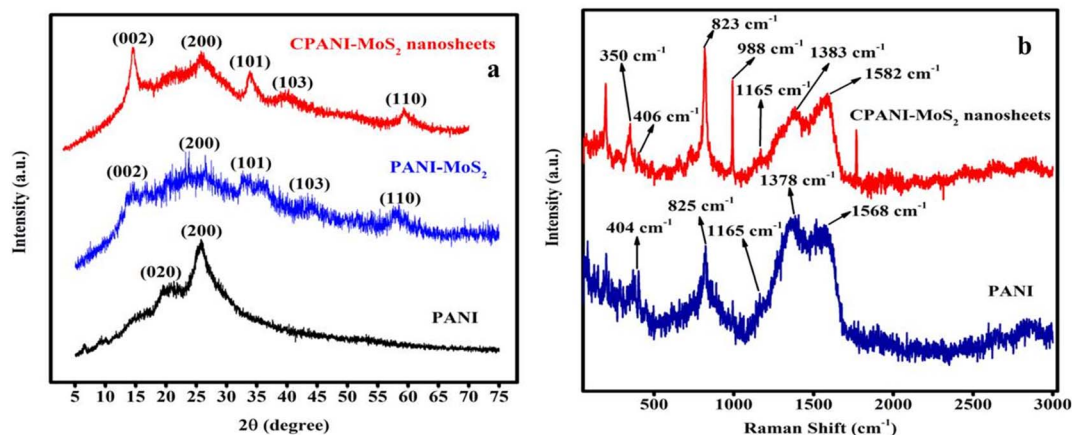 a
Intensity (a.u.)
CPANI-MoS₂ nanosheets
(002)
(200)
(101)
(103)
(110)
PANI-MoS₂
(002)
(200)
(101)
(103)
(110)
PANI
(020)
(200)
5 10 15 20 25 30 35 40 45 50 55 60 65 70 75
2θ (degree)
b
Intensity (a.u.)
823 cm⁻¹
988 cm⁻¹
1383 cm⁻¹
350 cm⁻¹
1582 cm⁻¹
1165 cm⁻¹
406 cm⁻¹
CPANI-MoS₂ nanosheets
1378 cm⁻¹
825 cm⁻¹
1568 cm⁻¹
404 cm⁻¹
1165 cm⁻¹
PANI
500 1000 1500 2000 2500 3000
Raman Shift (cm⁻¹)